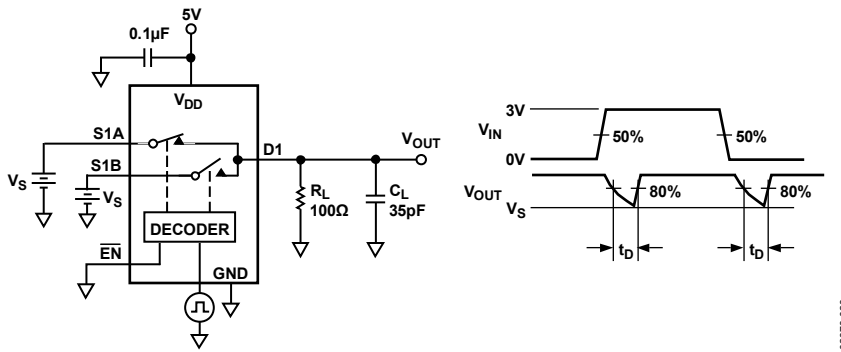 5V
0.1µF
VDD
S1A
D1
VOUT
S1B
VS
VS
RL
100Ω
CL
35pF
DECODER
EN
GND
3V
VIN
50%
50%
0V
VOUT
80%
80%
VS
tD
tD